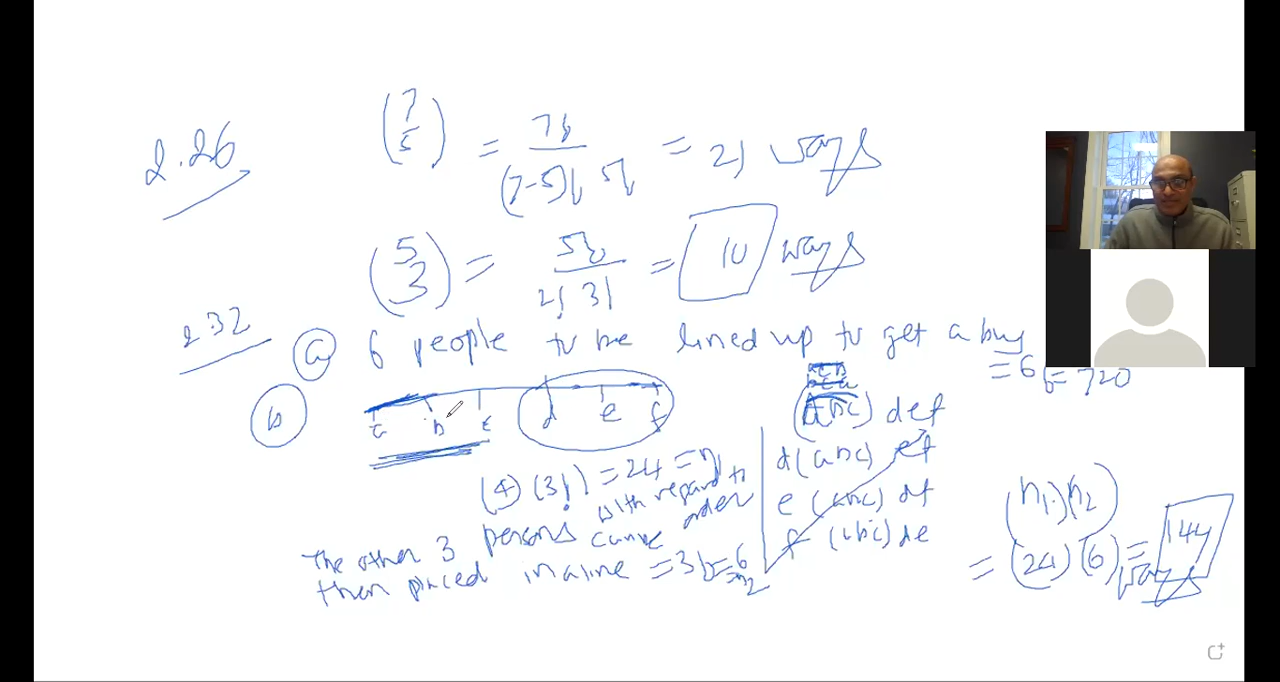 2.26
(7 5) = 7! / (7-5)! 5! = 21 ways
(5 3) = 5! / 2! 3! = 10 ways
2.32
a 6 people to be lined up to get a bus
= 6! = 720
b
a b c d e f
(abc) def
d (abc) ef
e (abc) df
f (abc) de
(4) (3!) = 24 = n1
with regard to
order
The other 3 persons can be
then placed in a line = 3! = 6
= n2
(n1)(n2)
= (24) (6) = 144
ways